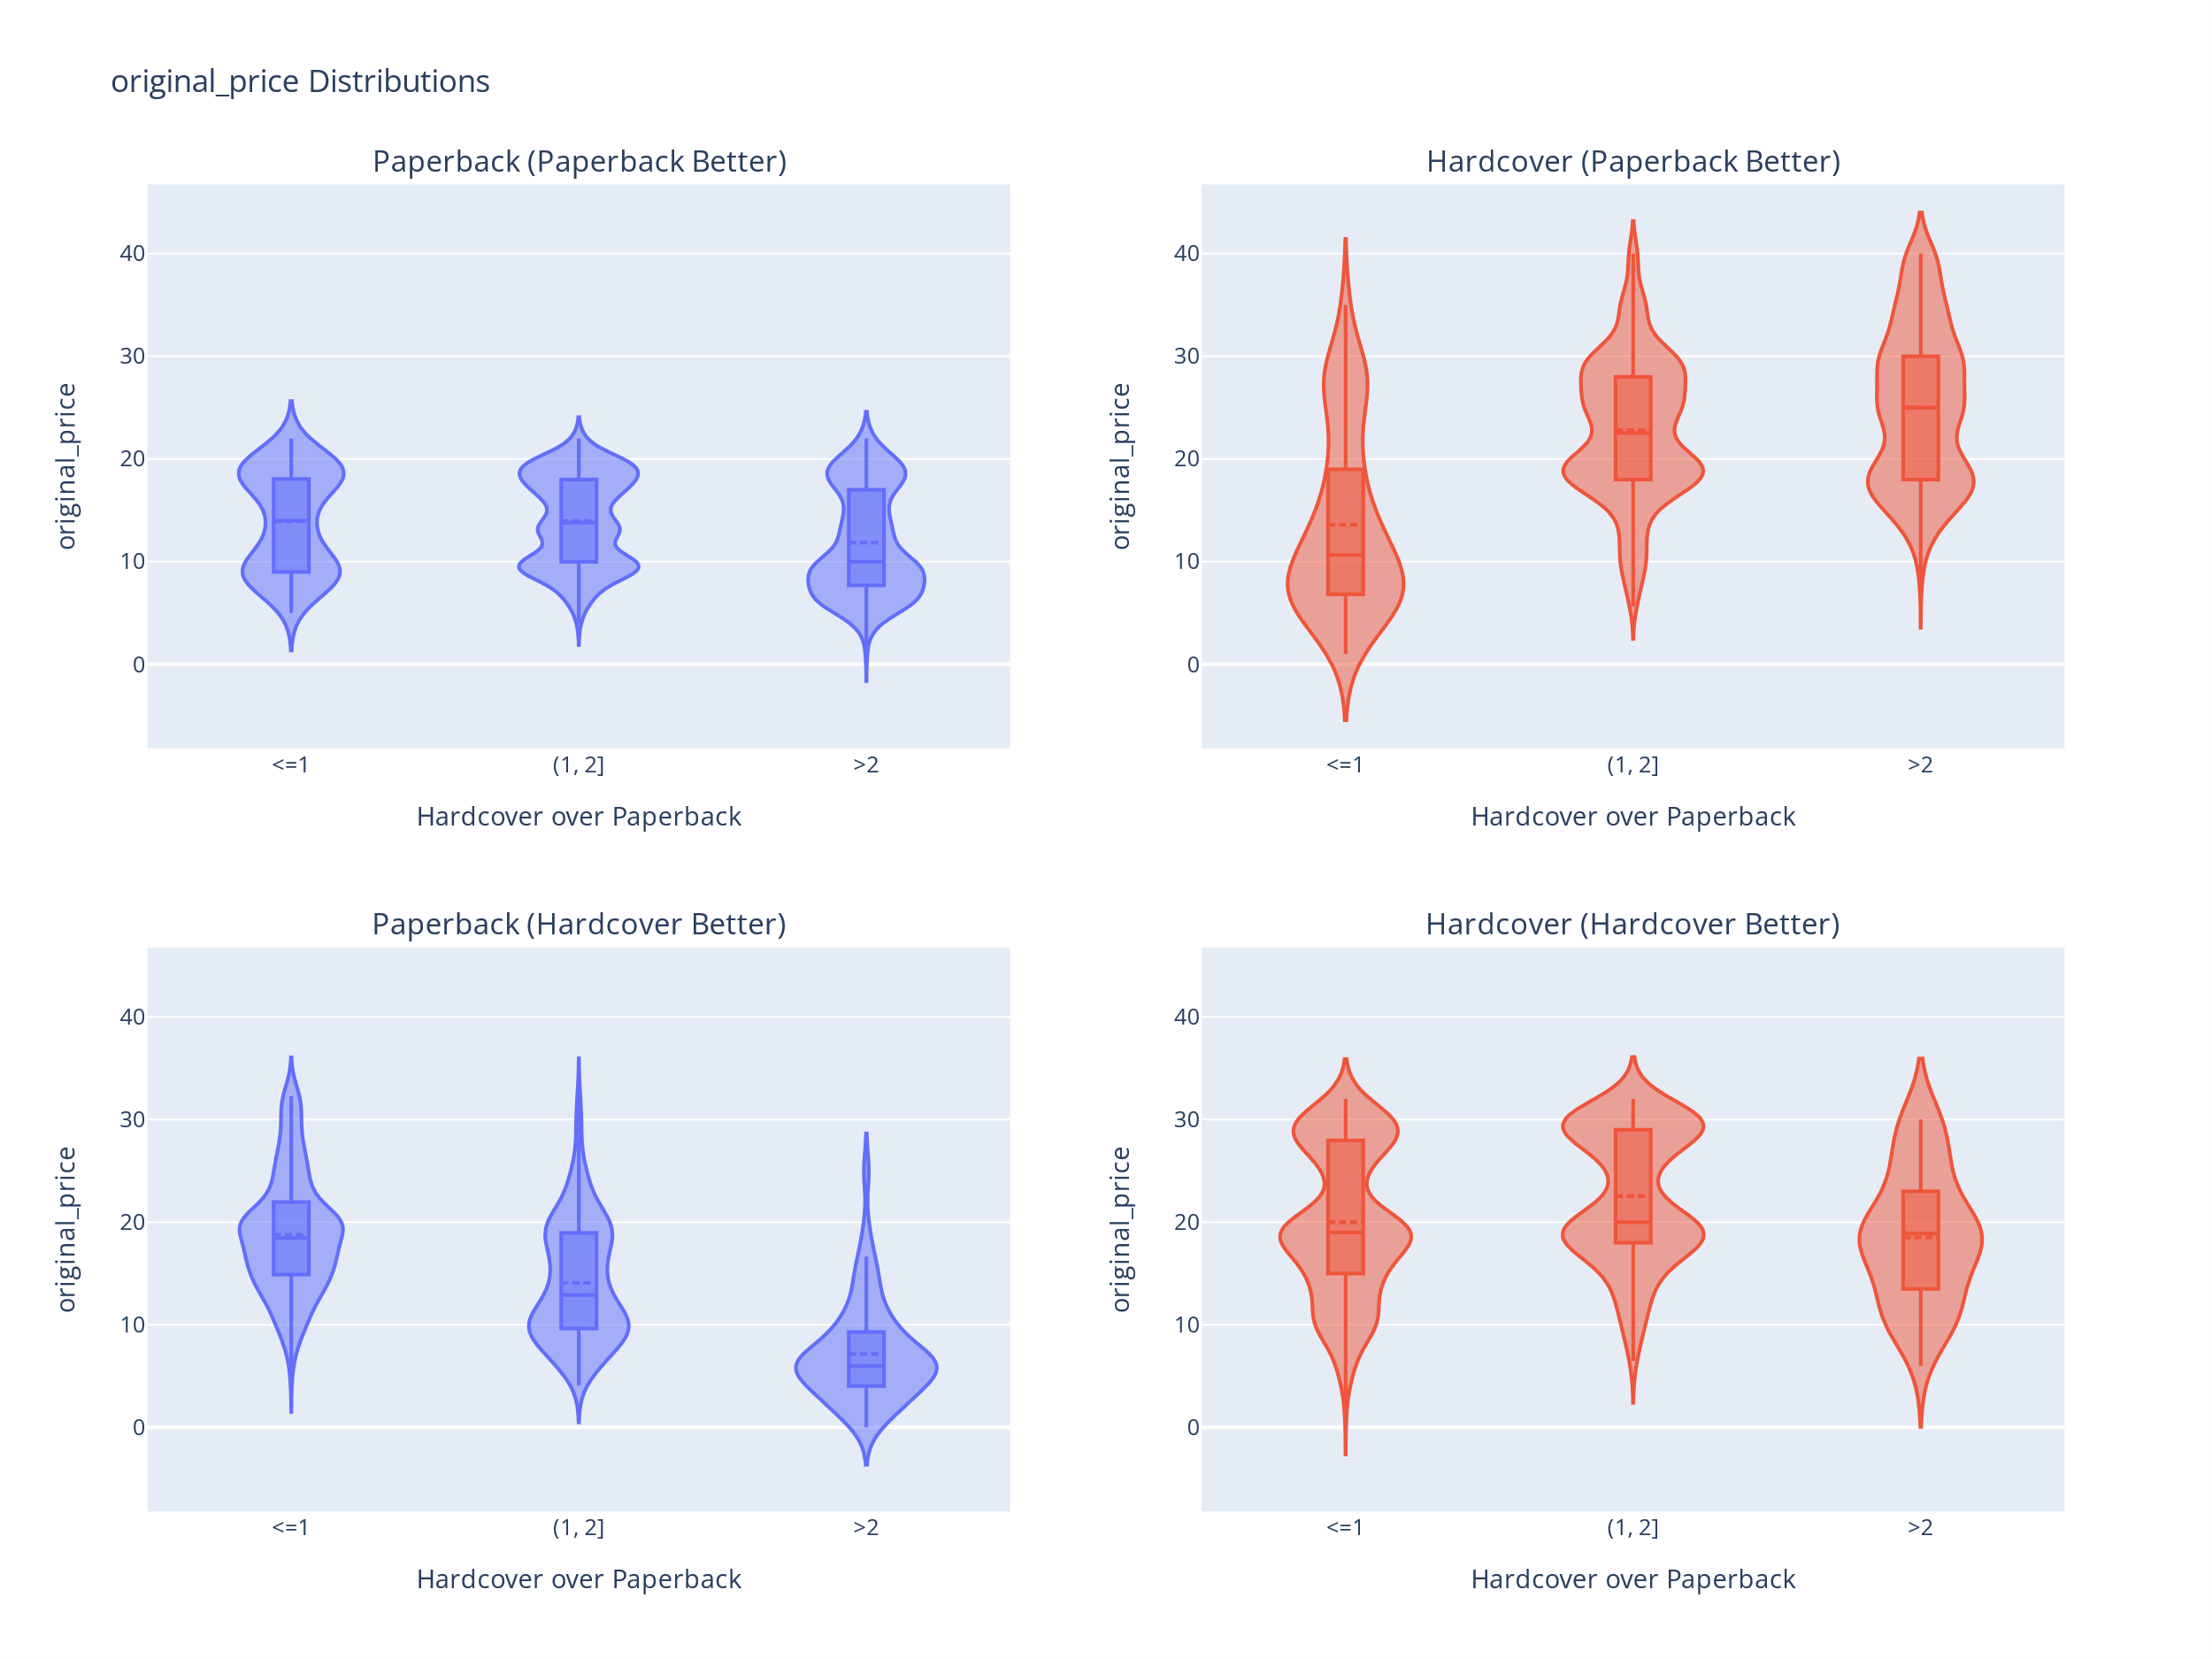 original_price Distributions
Paperback (Paperback Better)
Hardcover (Paperback Better)
40
30
20
10
0
original_price
<=1
(1, 2]
>2
Hardcover over Paperback
40
30
20
10
0
original_price
<=1
(1, 2]
>2
Hardcover over Paperback
Paperback (Hardcover Better)
Hardcover (Hardcover Better)
40
30
20
10
0
original_price
<=1
(1, 2]
>2
Hardcover over Paperback
40
30
20
10
0
original_price
<=1
(1, 2]
>2
Hardcover over Paperback